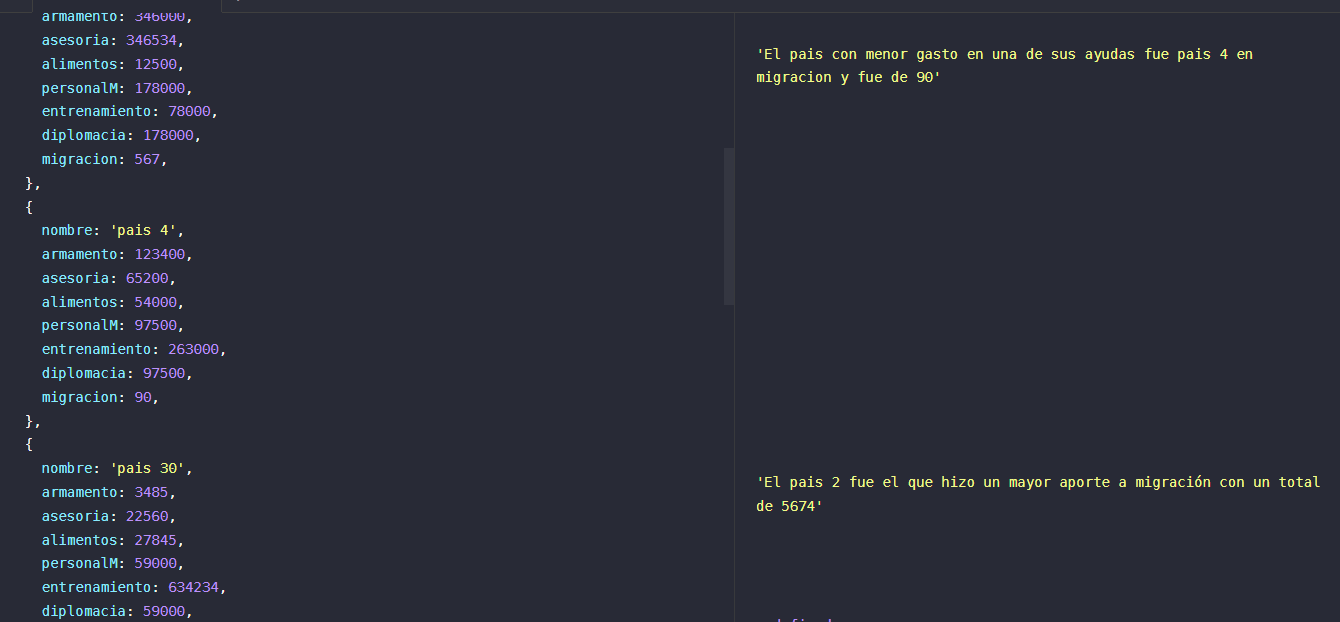 armamento: 346000,
asesoria: 346534,
alimentos: 12500,
personalM: 178000,
entrenamiento: 78000,
diplomacia: 178000,
migracion: 567,
},
{
nombre: 'pais 4',
armamento: 123400,
asesoria: 65200,
alimentos: 54000,
personalM: 97500,
entrenamiento: 263000,
diplomacia: 97500,
migracion: 90,
},
{
nombre: 'pais 30',
armamento: 3485,
asesoria: 22560,
alimentos: 27845,
personalM: 59000,
entrenamiento: 634234,
diplomacia: 59000,
'El pais con menor gasto en una de sus ayudas fue pais 4 en
migracion y fue de 90'
'El pais 2 fue el que hizo un mayor aporte a migración con un total
de 5674'